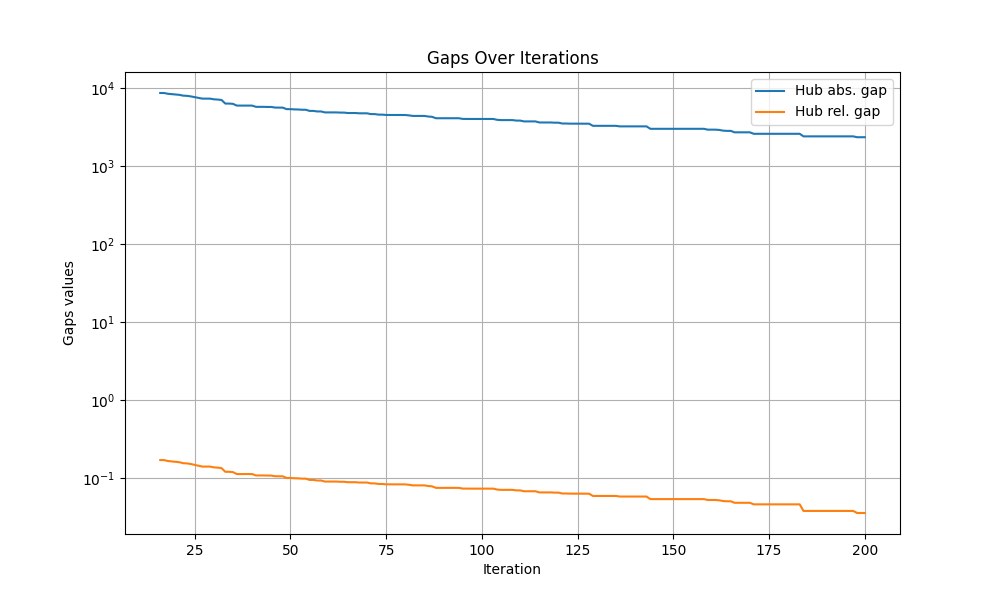 Gaps Over Iterations
Hub abs. gap
Hub rel. gap
Gaps values
10⁴
10³
10²
10¹
10⁰
10⁻¹
25 50 75 100 125 150 175 200
Iteration